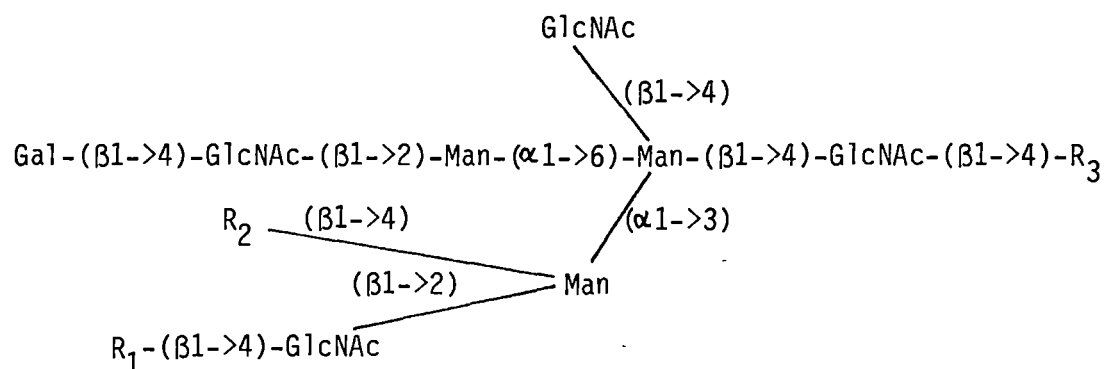 GlcNAc
(β1->4)
Gal-(β1->4)-GlcNAc-(β1->2)-Man-(α1->6)-Man-(β1->4)-GlcNAc-(β1->4)-R3
R2 (β1->4) (α1->3)
(β1->2) Man
R1-(β1->4)-GlcNAc